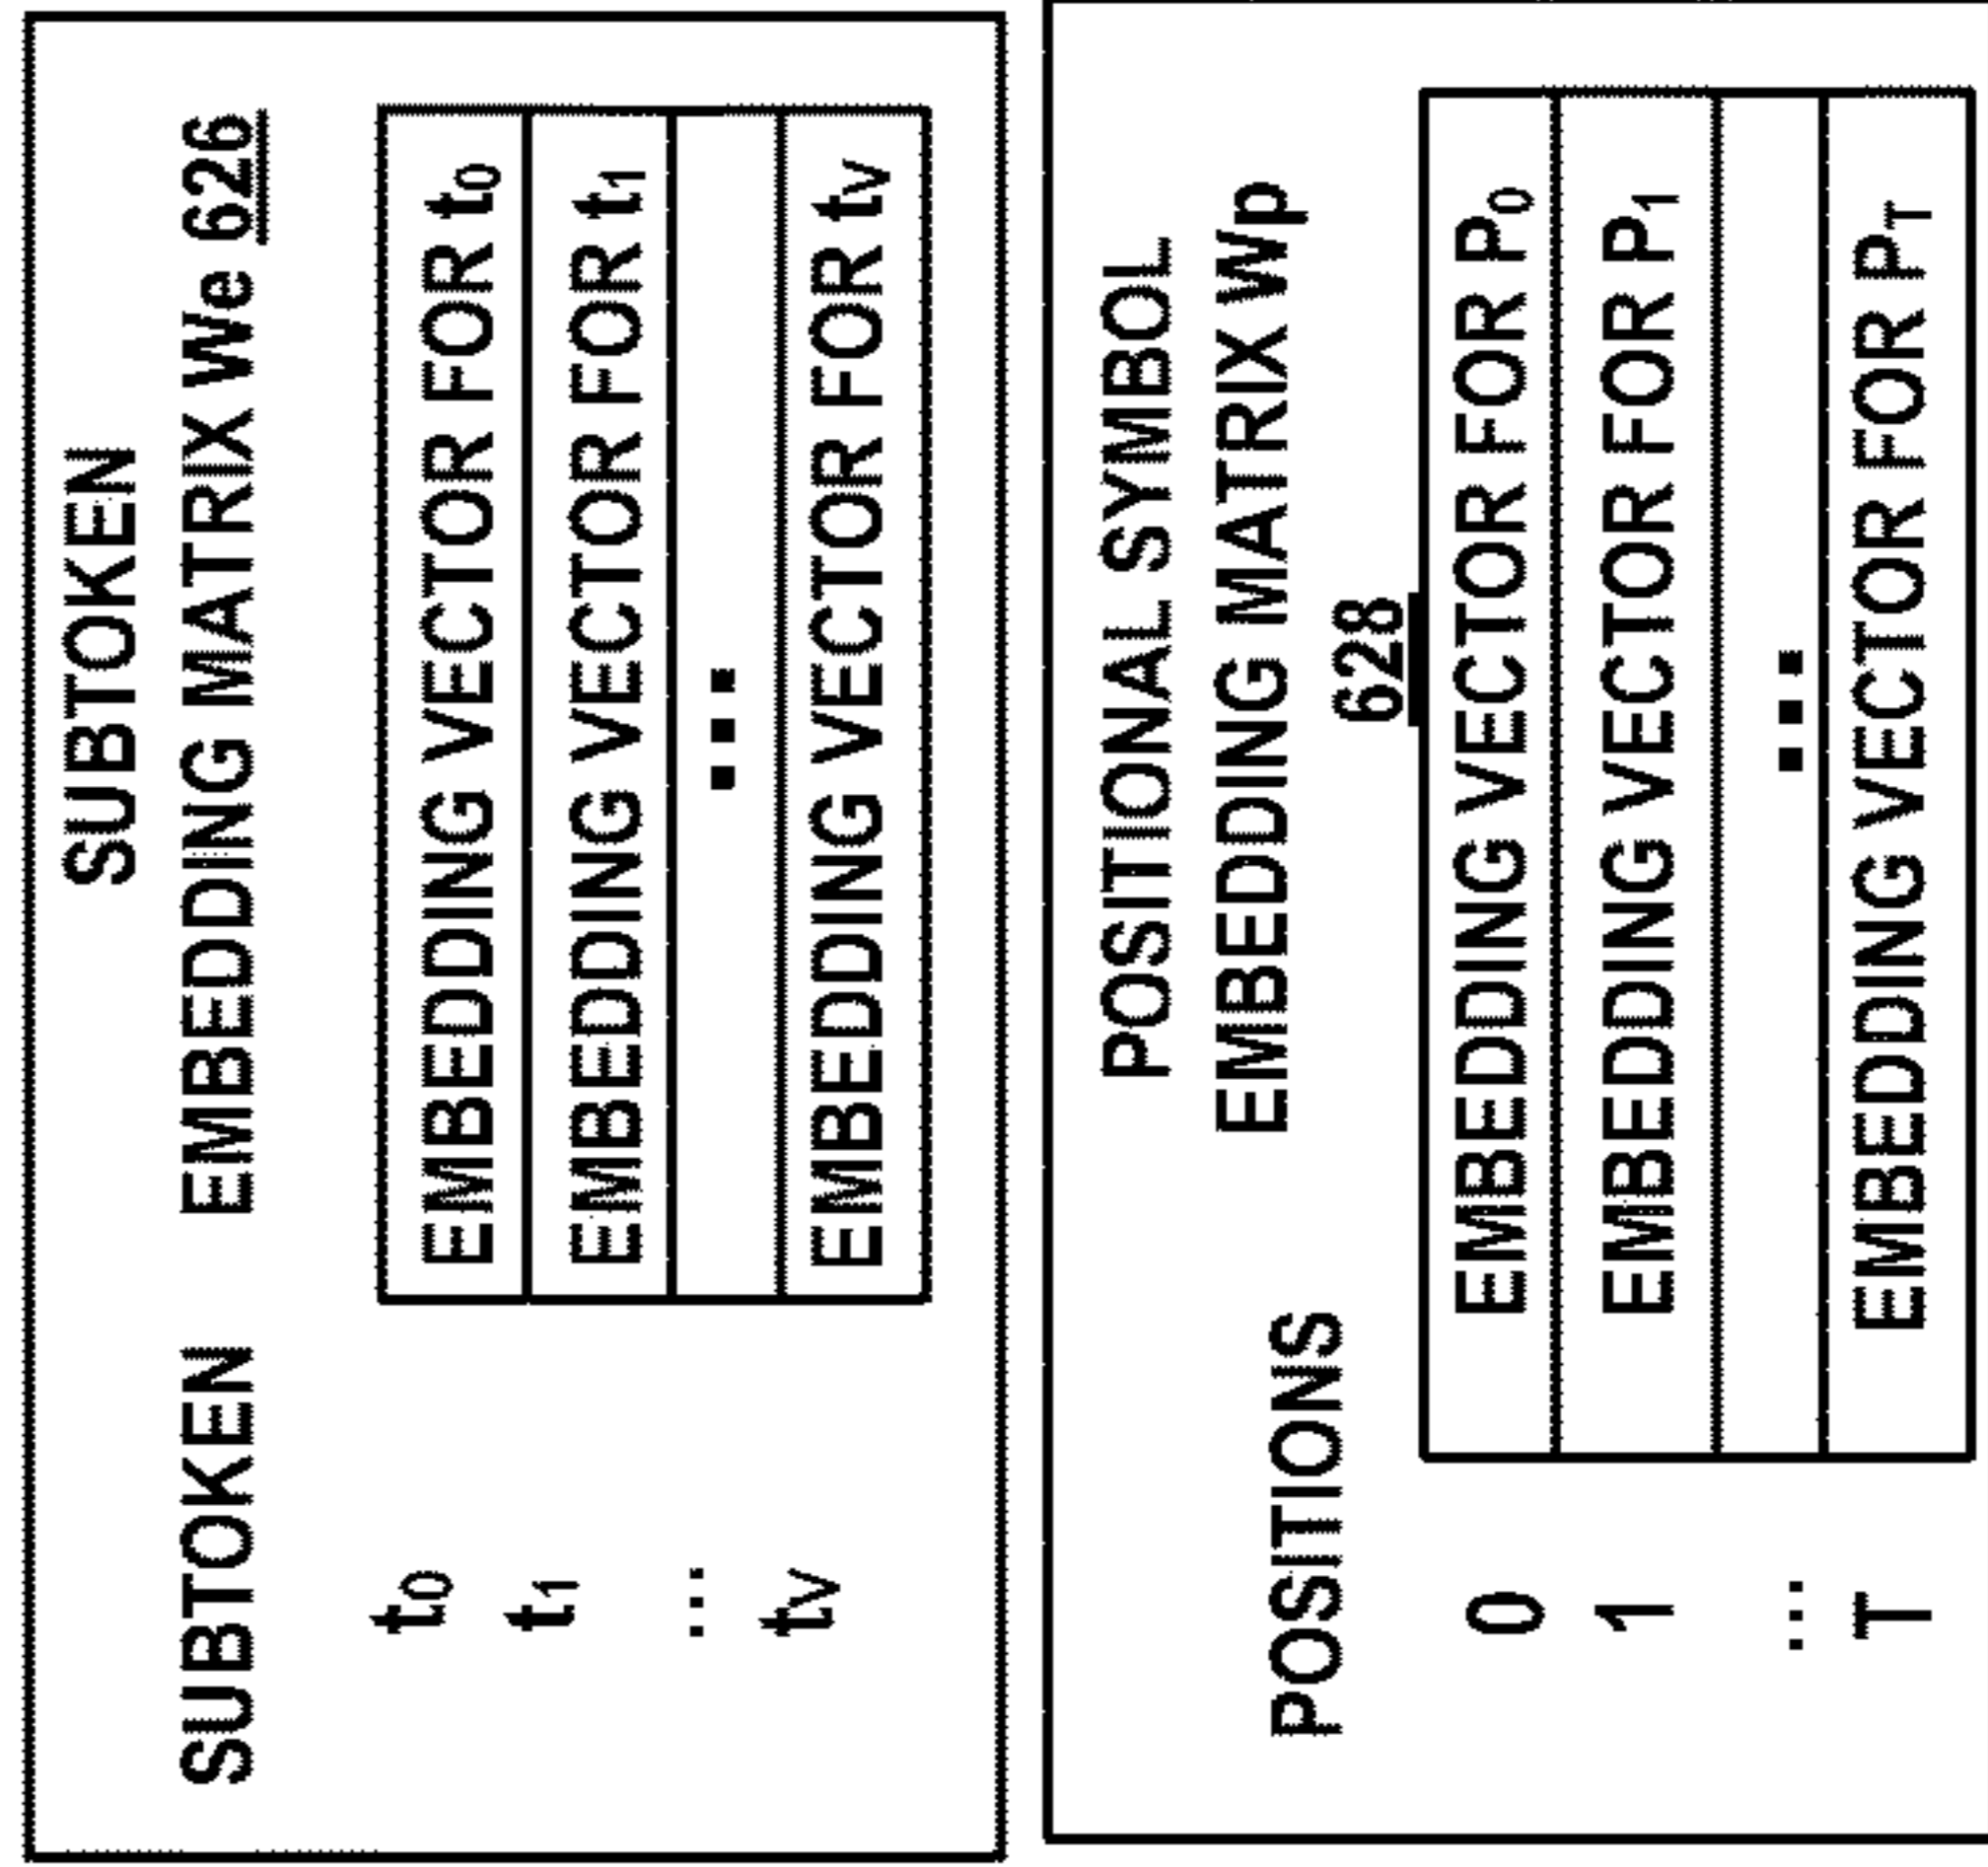 SUBTOKEN
SUBTOKEN EMBEDDING MATRIX We 626
t0 EMBEDDING VECTOR FOR t0
t1 EMBEDDING VECTOR FOR t1
... ...
tV EMBEDDING VECTOR FOR tV
POSITIONAL SYMBOL
EMBEDDING MATRIX Wp
POSITIONS 628
0 EMBEDDING VECTOR FOR P0
1 EMBEDDING VECTOR FOR P1
... ...
T EMBEDDING VECTOR FOR PT